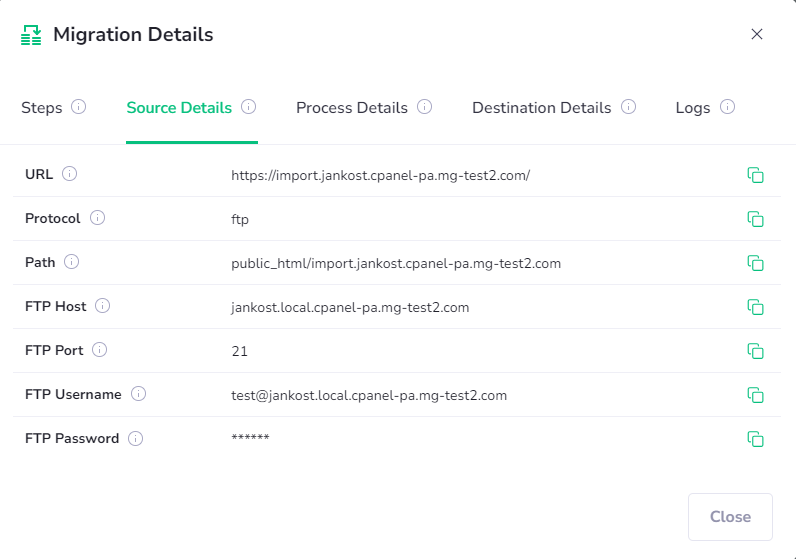 Migration Details
Steps Source Details Process Details Destination Details Logs
URL https://import.jankost.cpanel-pa.mg-test2.com/
Protocol ftp
Path public_html/import.jankost.cpanel-pa.mg-test2.com
FTP Host jankost.local.cpanel-pa.mg-test2.com
FTP Port 21
FTP Username test@jankost.local.cpanel-pa.mg-test2.com
FTP Password ******
Close